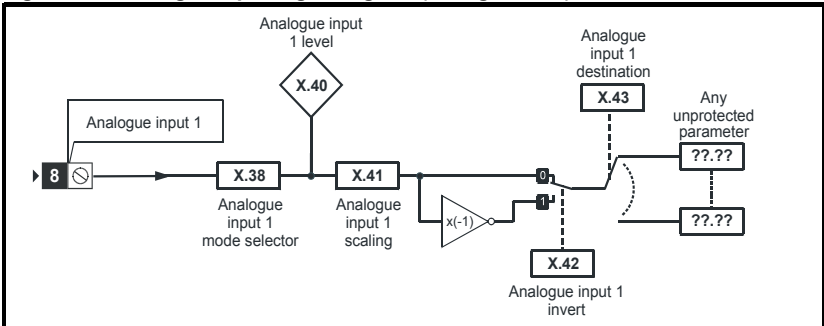 Analogue input
1 level
X.40
Analogue
input 1
destination
X.43
Any
unprotected
parameter
??.??
Analogue input 1
8
X.38
X.41
0
1
x(-1)
??.??
Analogue
input 1
mode selector
Analogue
input 1
scaling
X.42
Analogue input 1
invert